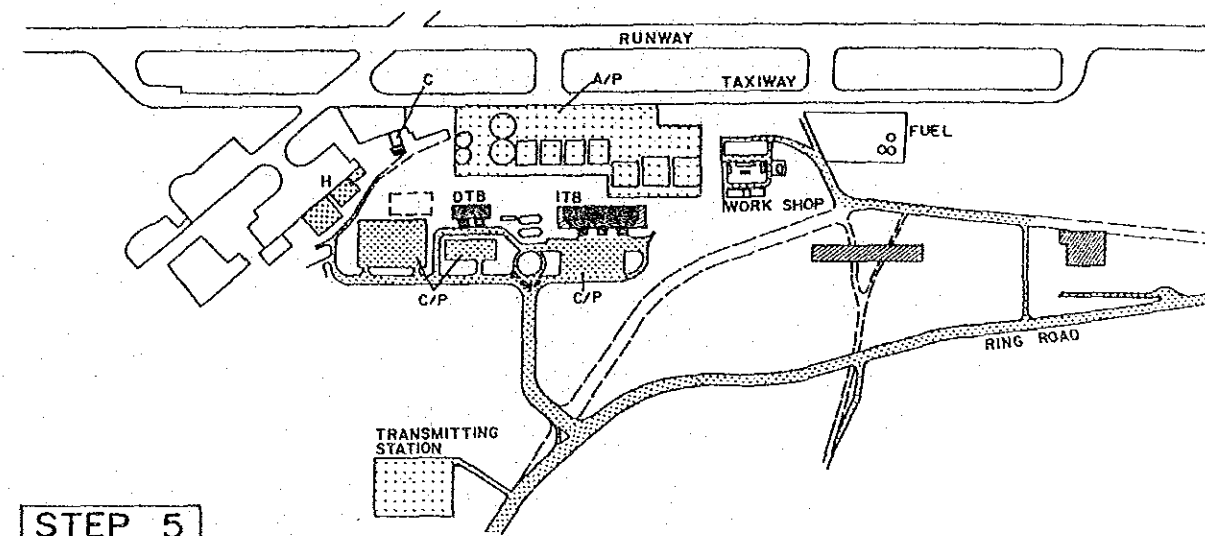 RUNWAY
TAXIWAY
A/P
C
FUEL
H
DTB
ITB
WORK SHOP
C/P
C/P
RING ROAD
TRANSMITTING
STATION
STEP 5